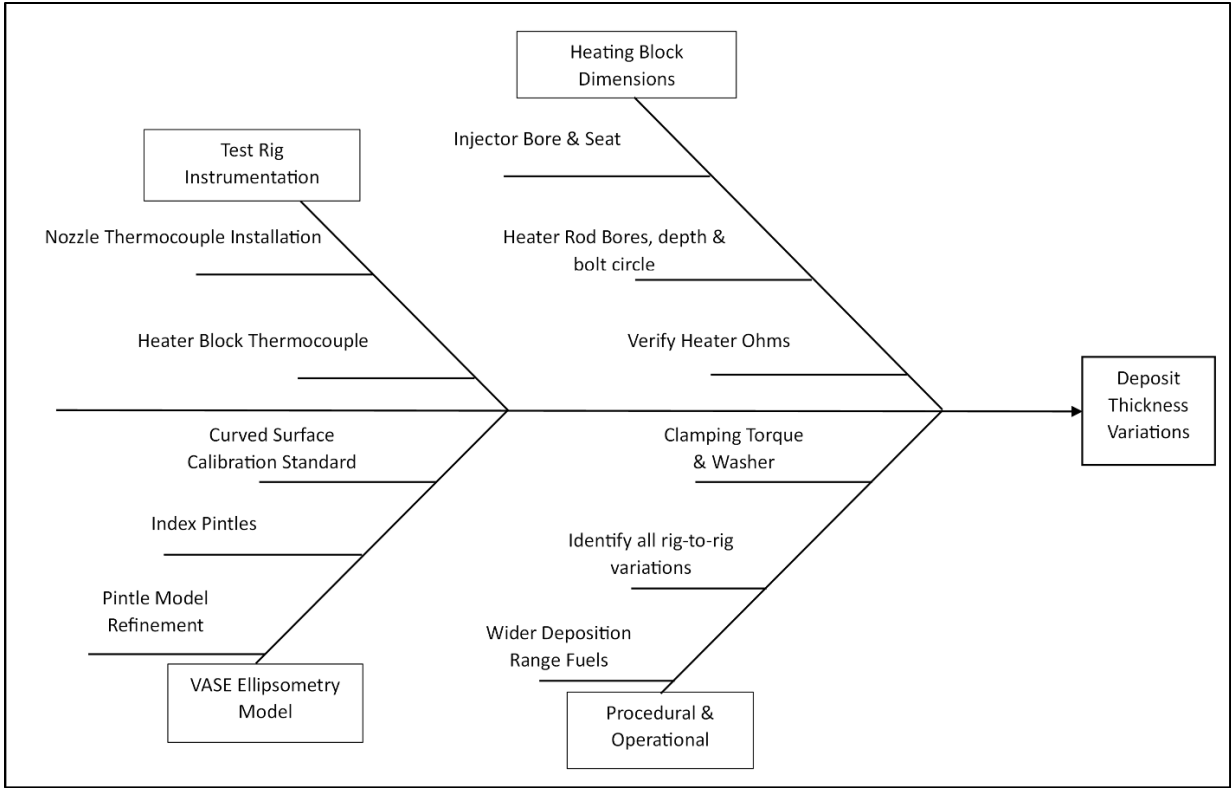 Heating Block
Dimensions
Injector Bore & Seat
Test Rig
Instrumentation
Nozzle Thermocouple Installation
Heater Rod Bores, depth &
bolt circle
Heater Block Thermocouple
Verify Heater Ohms
Deposit
Thickness
Variations
Curved Surface
Calibration Standard
Clamping Torque
& Washer
Index Pintles
Identify all rig-to-rig
variations
Pintle Model
Refinement
Wider Deposition
Range Fuels
VASE Ellipsometry
Model
Procedural &
Operational